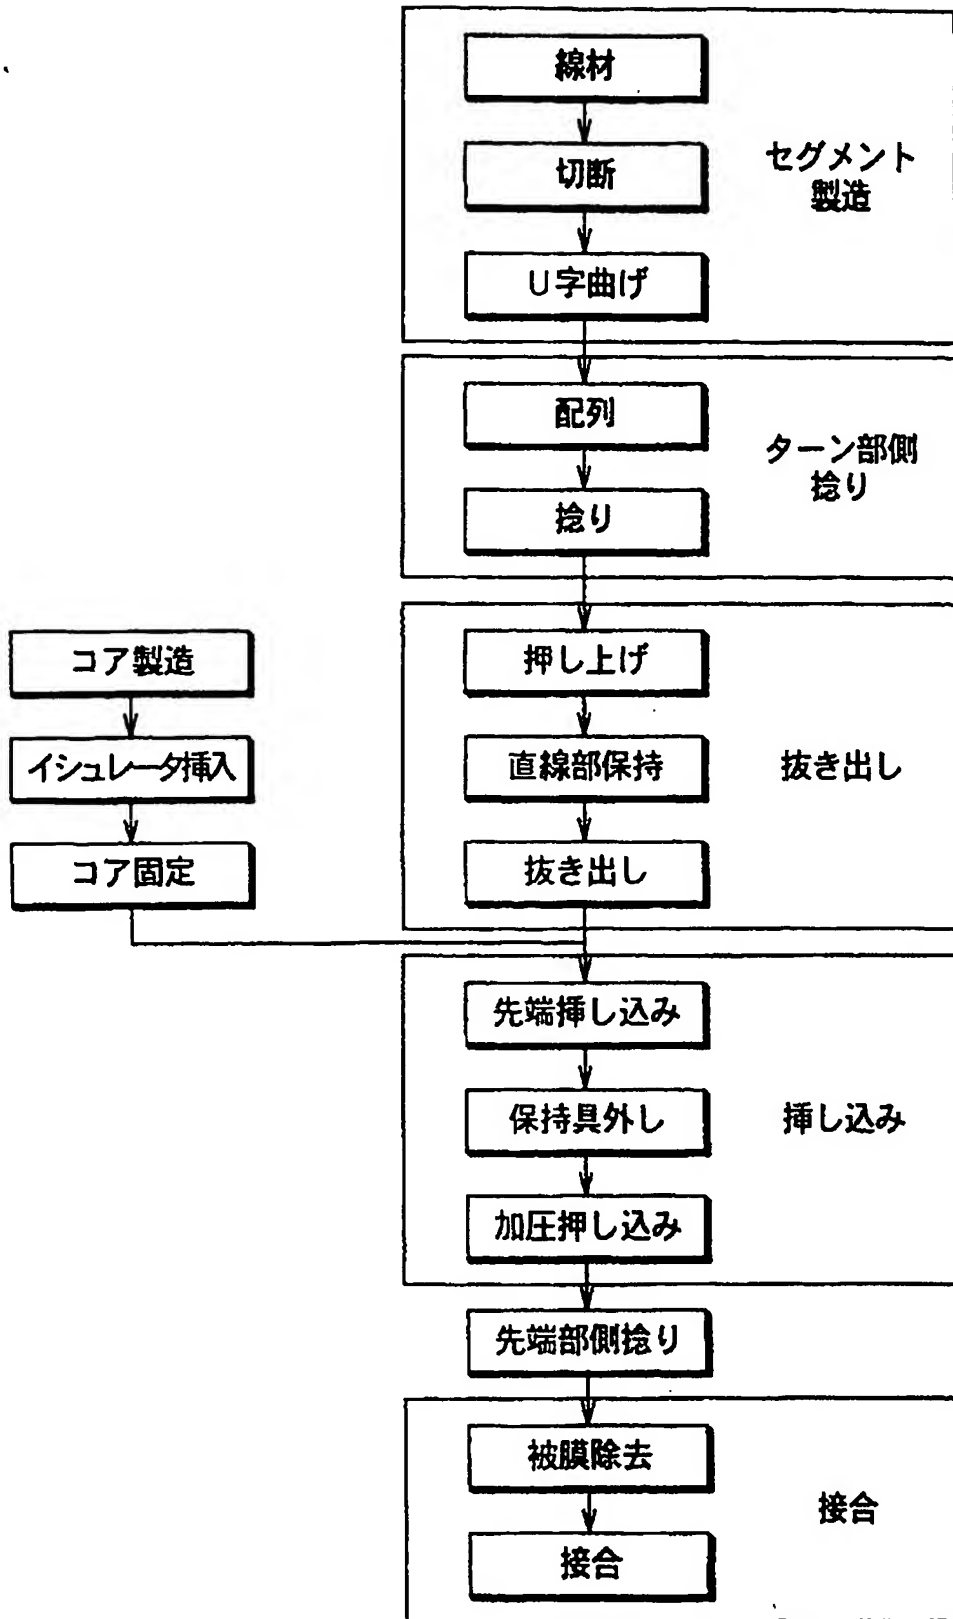 線材
切断
U字曲げ
セグメント
製造
配列
捻り
ターン部側
捻り
コア製造
イシュレータ挿入
コア固定
押し上げ
直線部保持
抜き出し
抜き出し
先端挿し込み
保持具外し
加圧押し込み
挿し込み
先端部側捻り
被膜除去
接合
接合